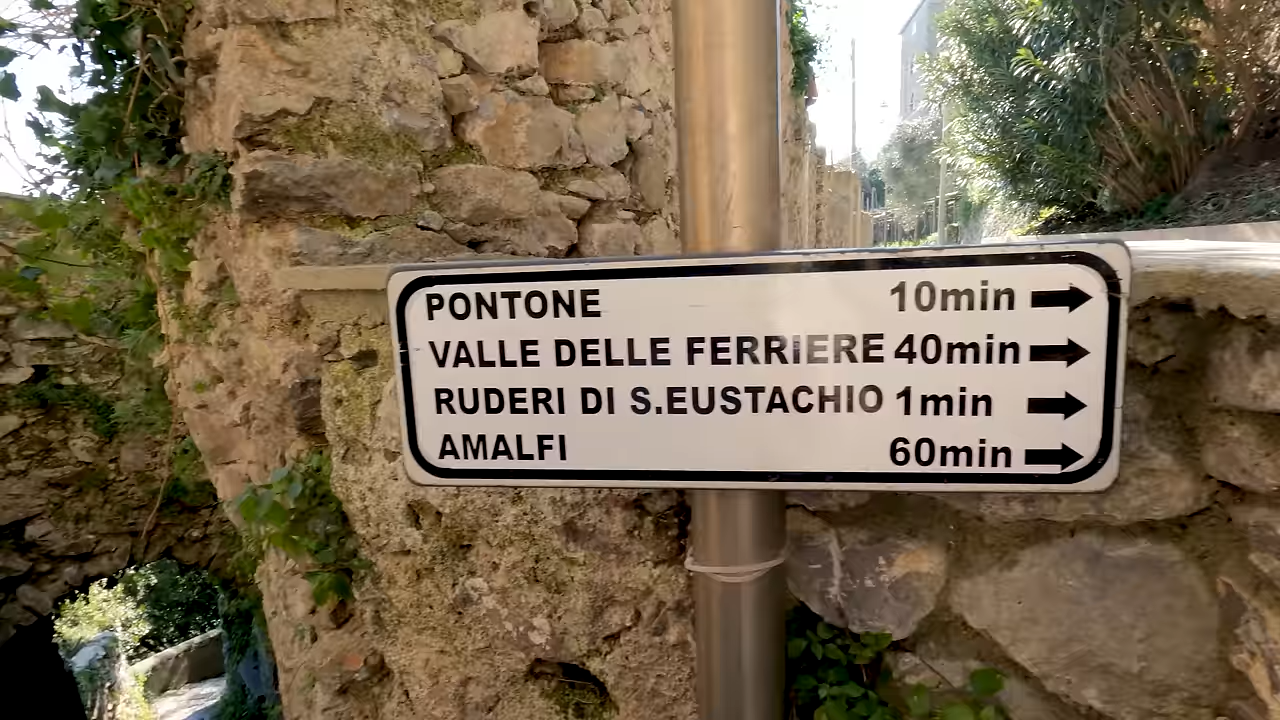 PONTONE 10min →
VALLE DELLE FERRIERE 40min →
RUDERI DI S.EUSTACHIO 1min →
AMALFI 60min →